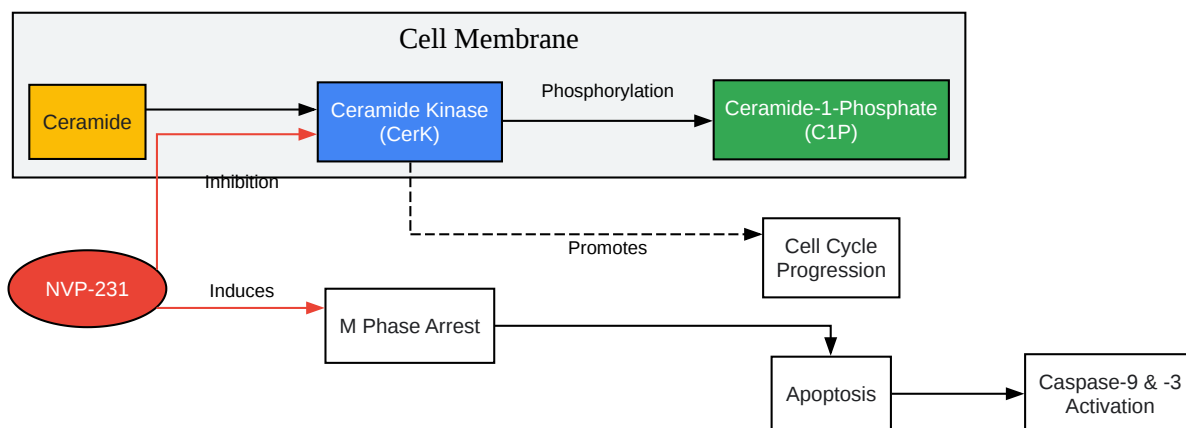 Cell Membrane
Ceramide
Ceramide Kinase
(CerK)
Phosphorylation
Ceramide-1-Phosphate
(C1P)
Inhibition
Promotes
Cell Cycle
Progression
NVP-231
Induces
M Phase Arrest
Apoptosis
Caspase-9 & -3
Activation